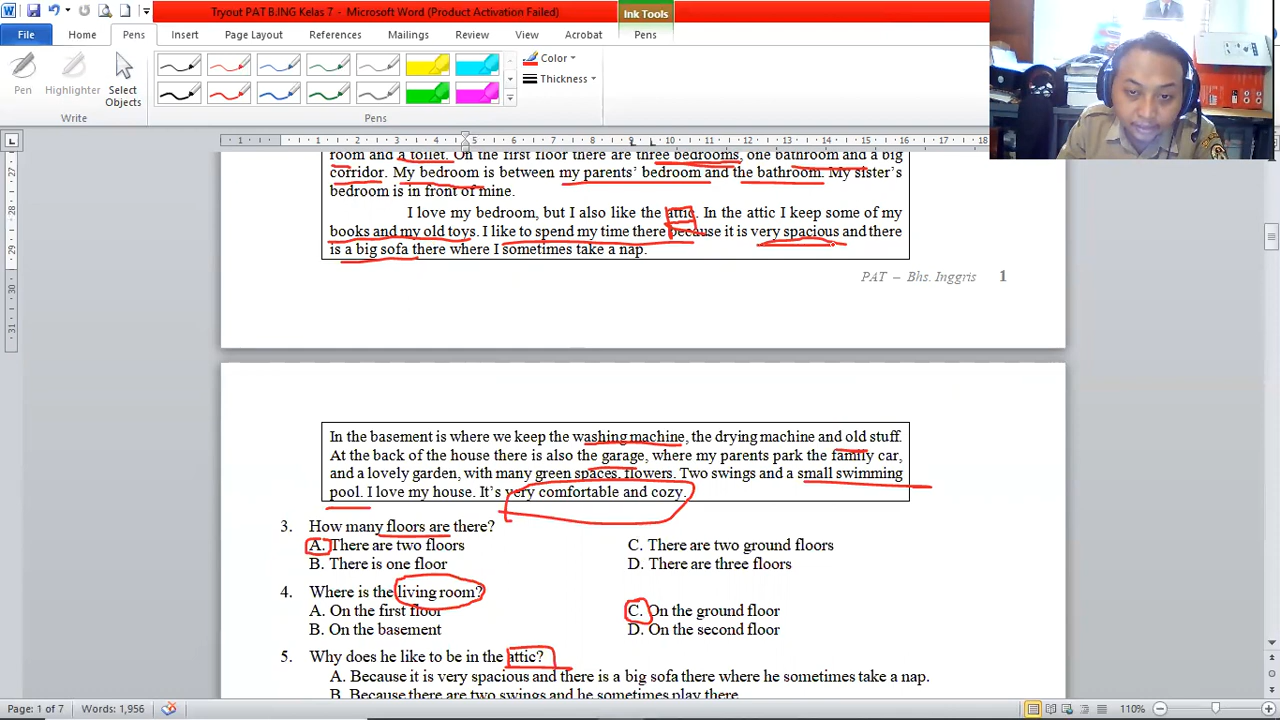 Tryout PAT B.ING Kelas 7 - Microsoft Word (Product Activation Failed)
Ink Tools
File Home Pens Insert Page Layout References Mailings Review View Acrobat Pens
Pen Highlighter Select Objects
Color
Thickness
Write Pens
room and a toilet. On the first floor there are three bedrooms, one bathroom and a big
corridor. My bedroom is between my parents’ bedroom and the bathroom. My sister’s
bedroom is in front of mine.
I love my bedroom, but I also like the attic. In the attic I keep some of my
books and my old toys. I like to spend my time there because it is very spacious and there
is a big sofa there where I sometimes take a nap.
PAT – Bhs. Inggris 1
In the basement is where we keep the washing machine, the drying machine and old stuff.
At the back of the house there is also the garage, where my parents park the family car,
and a lovely garden, with many green spaces, flowers. Two swings and a small swimming
pool. I love my house. It’s very comfortable and cozy.
3. How many floors are there?
A. There are two floors C. There are two ground floors
B. There is one floor D. There are three floors
4. Where is the living room?
A. On the first floor C. On the ground floor
B. On the basement D. On the second floor
5. Why does he like to be in the attic?
A. Because it is very spacious and there is a big sofa there where he sometimes take a nap.
B. Because there are two swings and he sometimes play there
Page: 1 of 7 Words: 1,956 110%